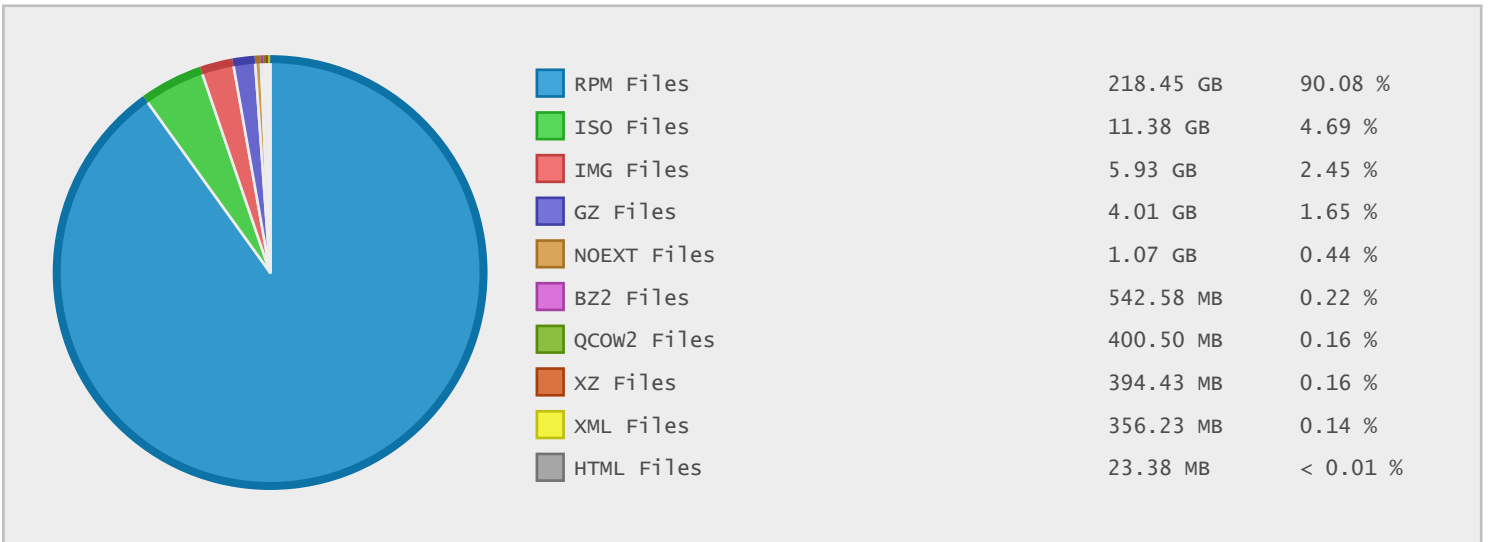 RPM Files 218.45 GB 90.08 %
ISO Files 11.38 GB 4.69 %
IMG Files 5.93 GB 2.45 %
GZ Files 4.01 GB 1.65 %
NOEXT Files 1.07 GB 0.44 %
BZ2 Files 542.58 MB 0.22 %
QCOW2 Files 400.50 MB 0.16 %
XZ Files 394.43 MB 0.16 %
XML Files 356.23 MB 0.14 %
HTML Files 23.38 MB < 0.01 %